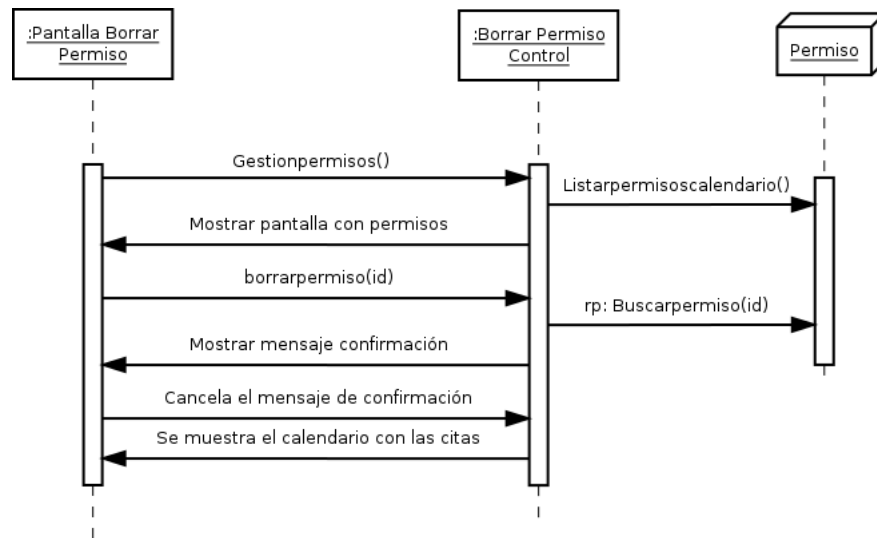 :Pantalla Borrar
Permiso
:Borrar Permiso
Control
Permiso
Gestionpermisos()
Listarpermisoscalendario()
Mostrar pantalla con permisos
borrarpermiso(id)
rp: Buscarpermiso(id)
Mostrar mensaje confirmación
Cancela el mensaje de confirmación
Se muestra el calendario con las citas